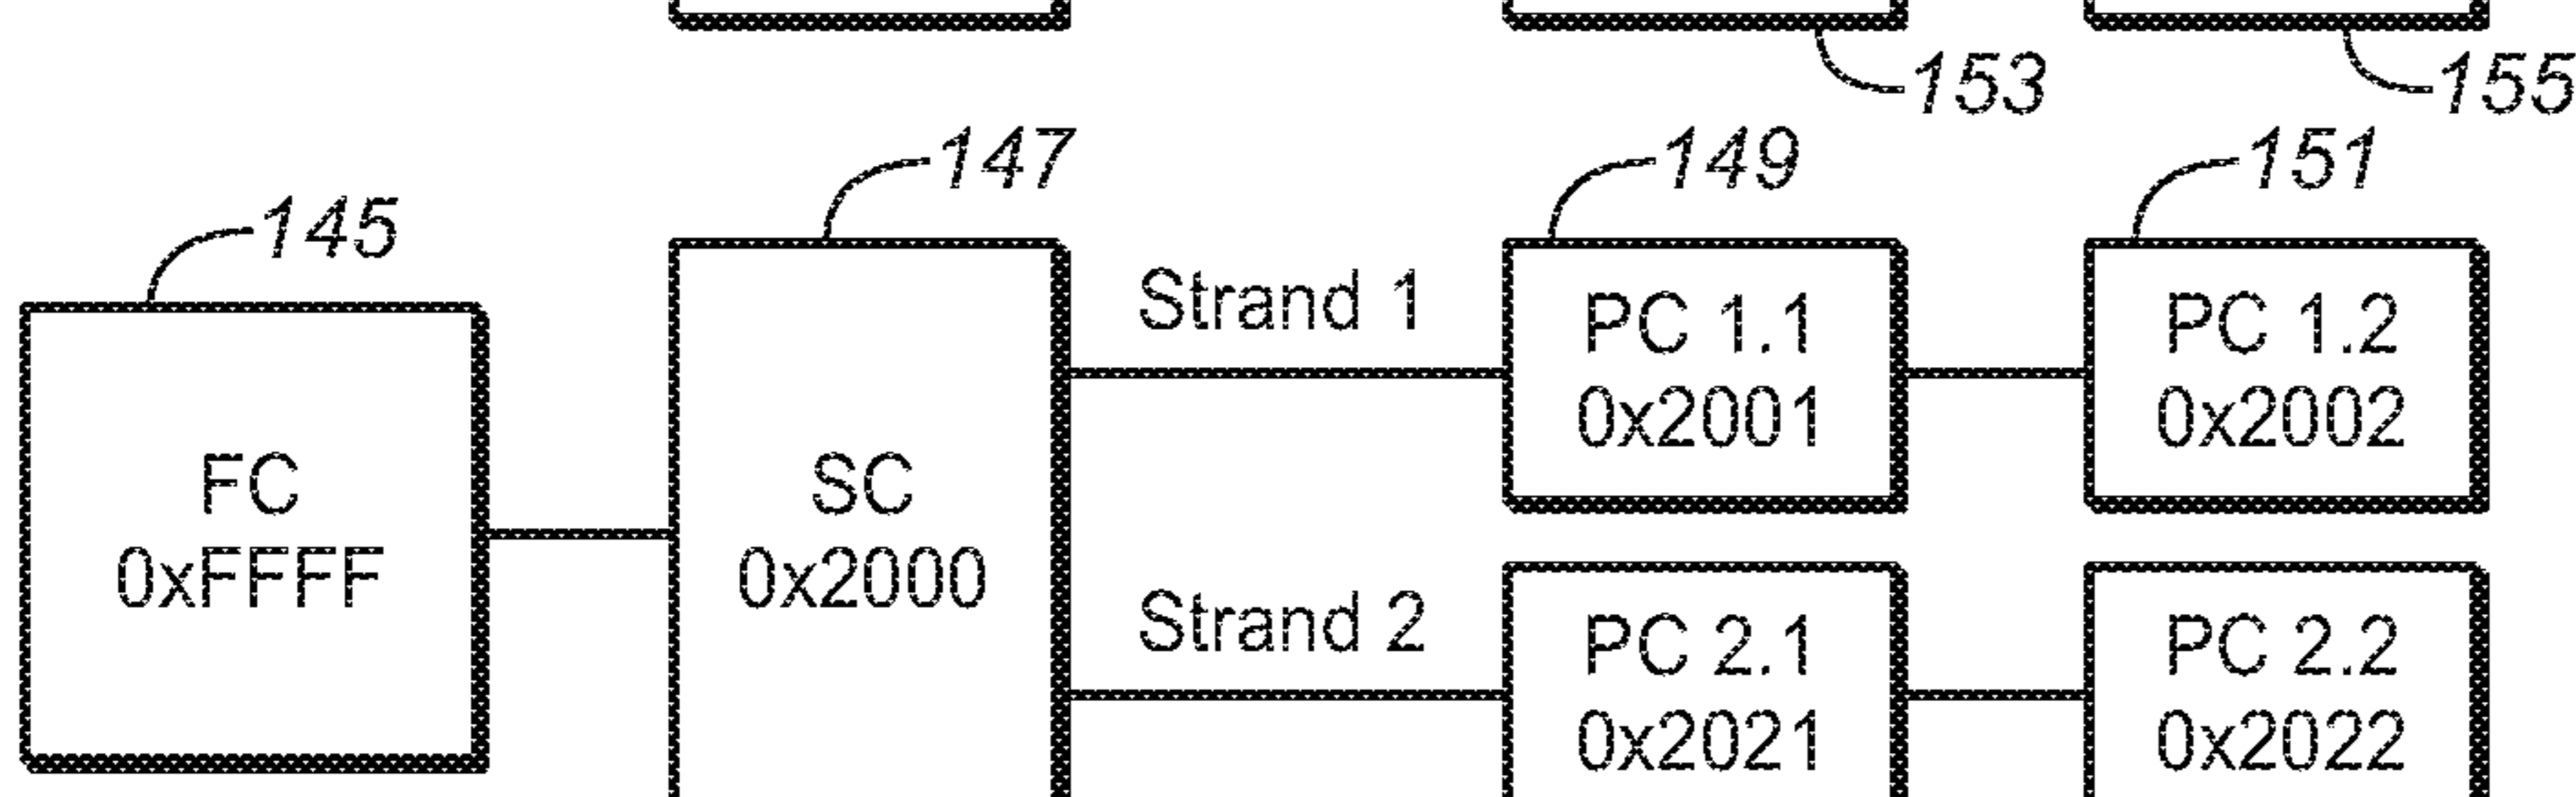 153
155
147
149
151
145
Strand 1
PC 1.1
0x2001
PC 1.2
0x2002
FC
0xFFFF
SC
0x2000
Strand 2
PC 2.1
0x2021
PC 2.2
0x2022